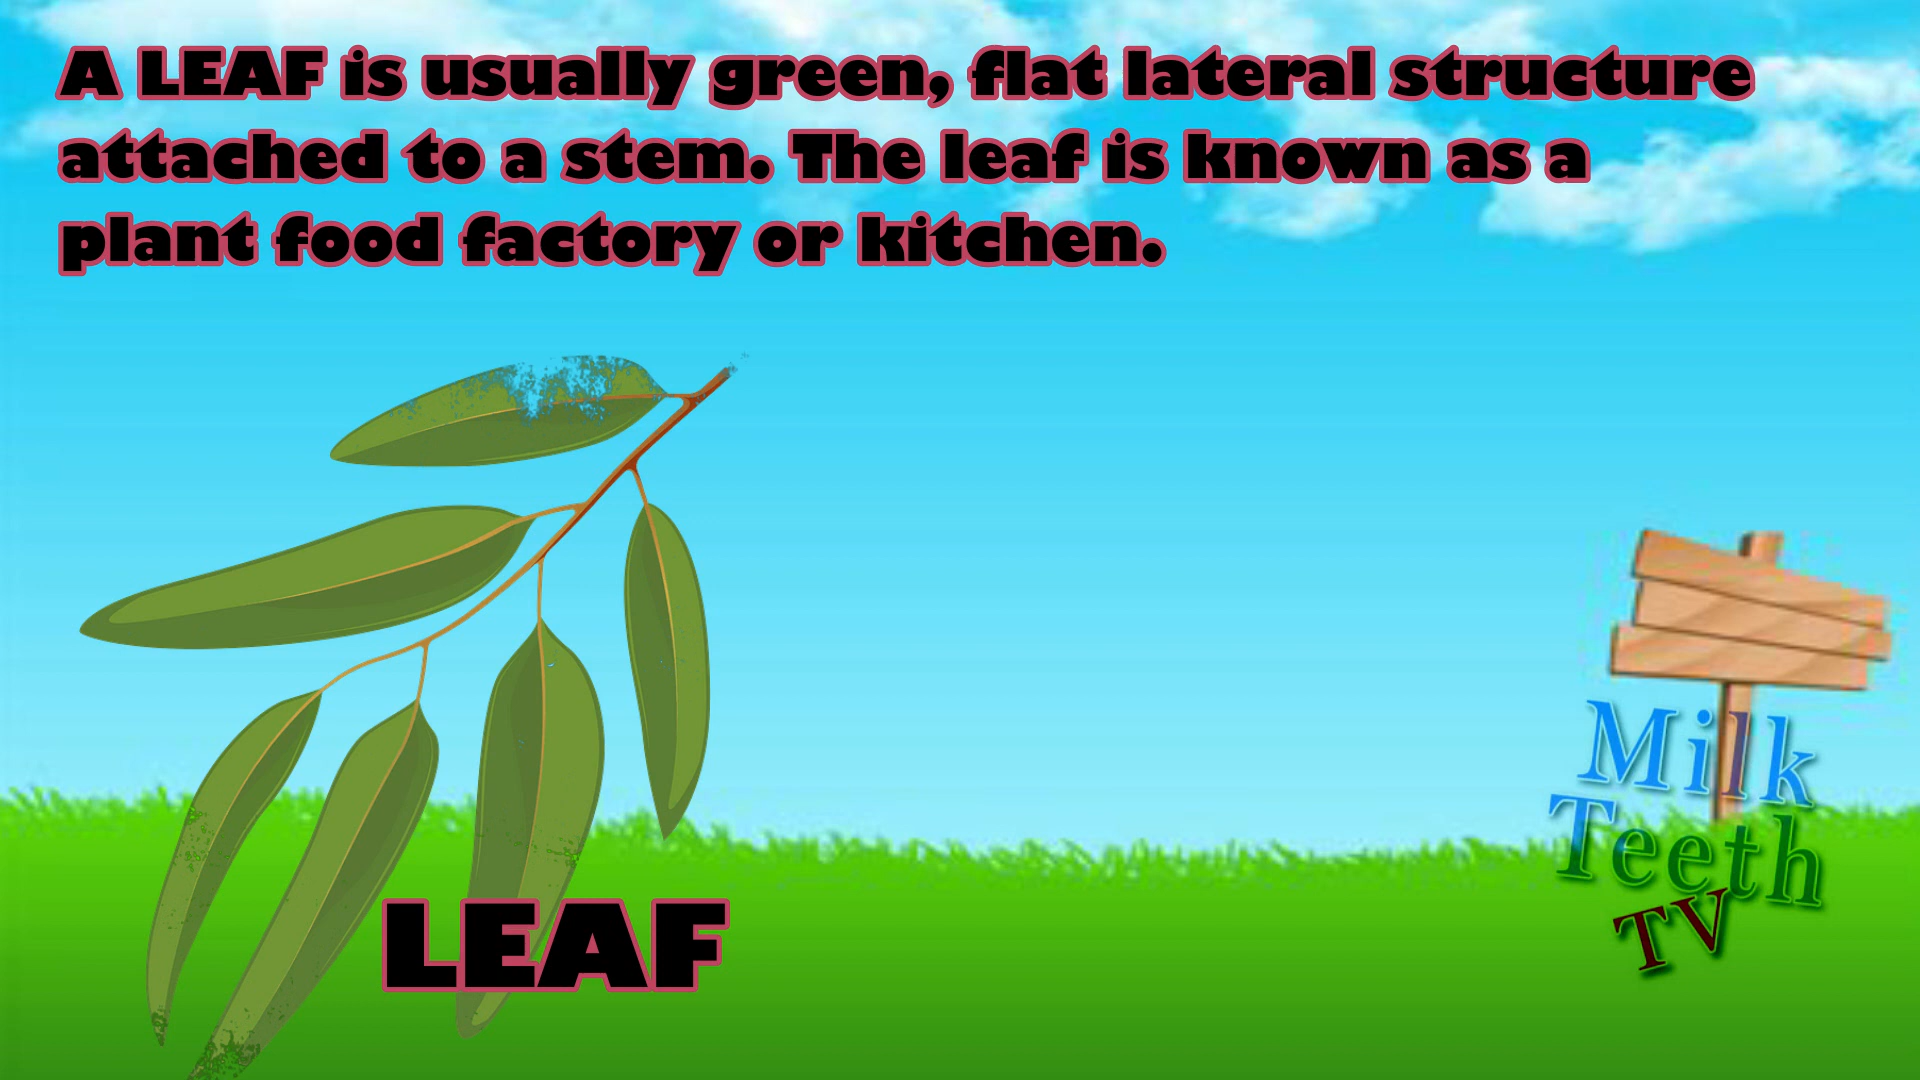 A LEAF is usually green, flat lateral structure
attached to a stem. The leaf is known as a
plant food factory or kitchen.
LEAF
Milk
Teeth
TV